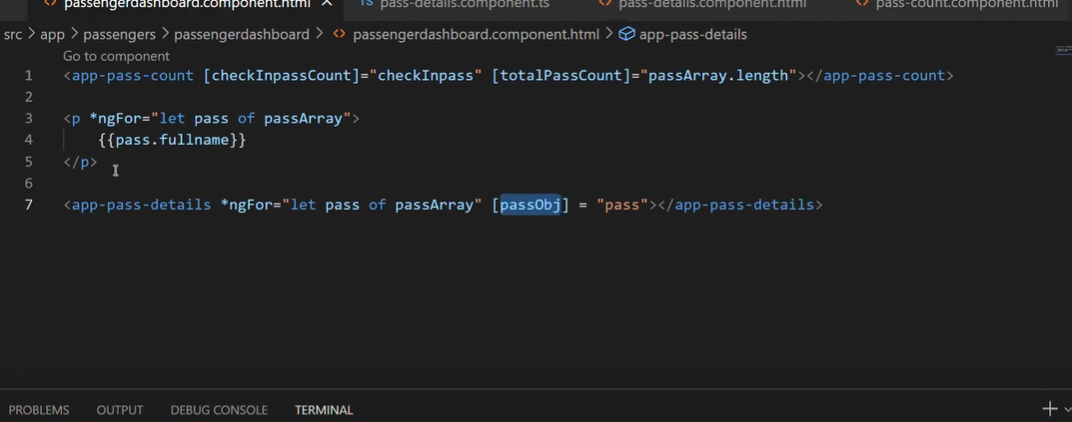 passengerdashboard.component.html pass-details.component.ts pass-details.component.html pass-count.component.html
src > app > passengers > passengerdashboard > passengerdashboard.component.html > app-pass-details
Go to component
1 <app-pass-count [checkInpassCount]="checkInpass" [totalPassCount]="passArray.length"></app-pass-count>
2
3 <p *ngFor="let pass of passArray">
4 {{pass.fullname}}
5 </p>
6
7 <app-pass-details *ngFor="let pass of passArray" [passObj] = "pass"></app-pass-details>
PROBLEMS OUTPUT DEBUG CONSOLE TERMINAL